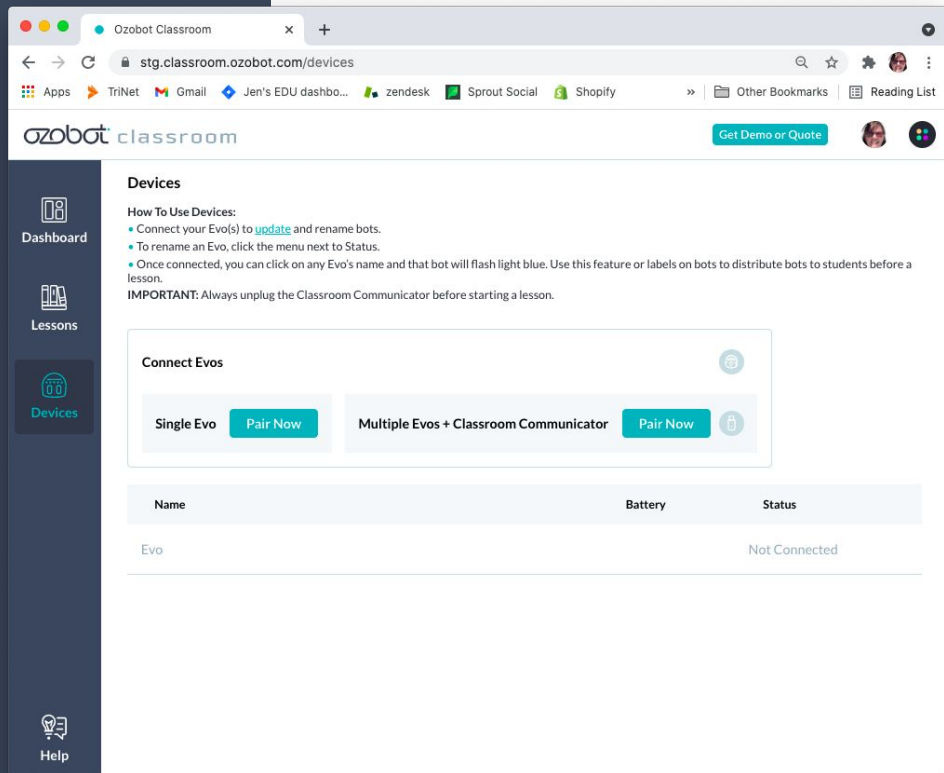 Ozobot Classroom
stg.classroom.ozobot.com/devices
Apps TriNet Gmail Jen's EDU dashbo... zendesk Sprout Social Shopify » Other Bookmarks Reading List
ozobot classroom Get Demo or Quote
Dashboard
Lessons
Devices
Help
Devices
How To Use Devices:
• Connect your Evo(s) to update and rename bots.
• To rename an Evo, click the menu next to Status.
• Once connected, you can click on any Evo's name and that bot will flash light blue. Use this feature or labels on bots to distribute bots to students before a
lesson.
IMPORTANT: Always unplug the Classroom Communicator before starting a lesson.
Connect Evos
Single Evo Pair Now Multiple Evos + Classroom Communicator Pair Now
Name Battery Status
Evo Not Connected